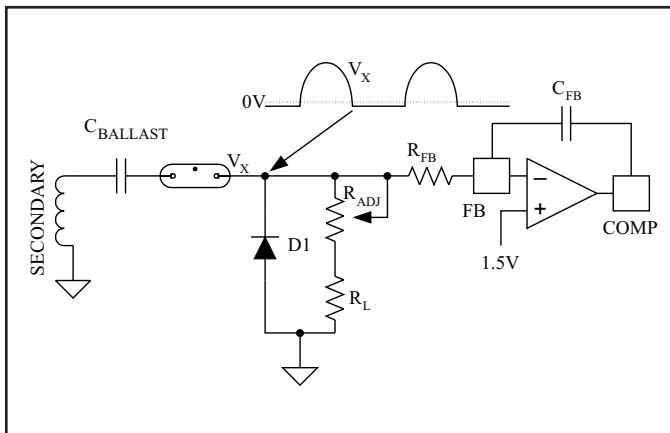 V_X
0V
C_FB
C_BALLAST
V_X
R_FB
R_ADJ
SECONDARY
FB
COMP
D1
1.5V
R_L